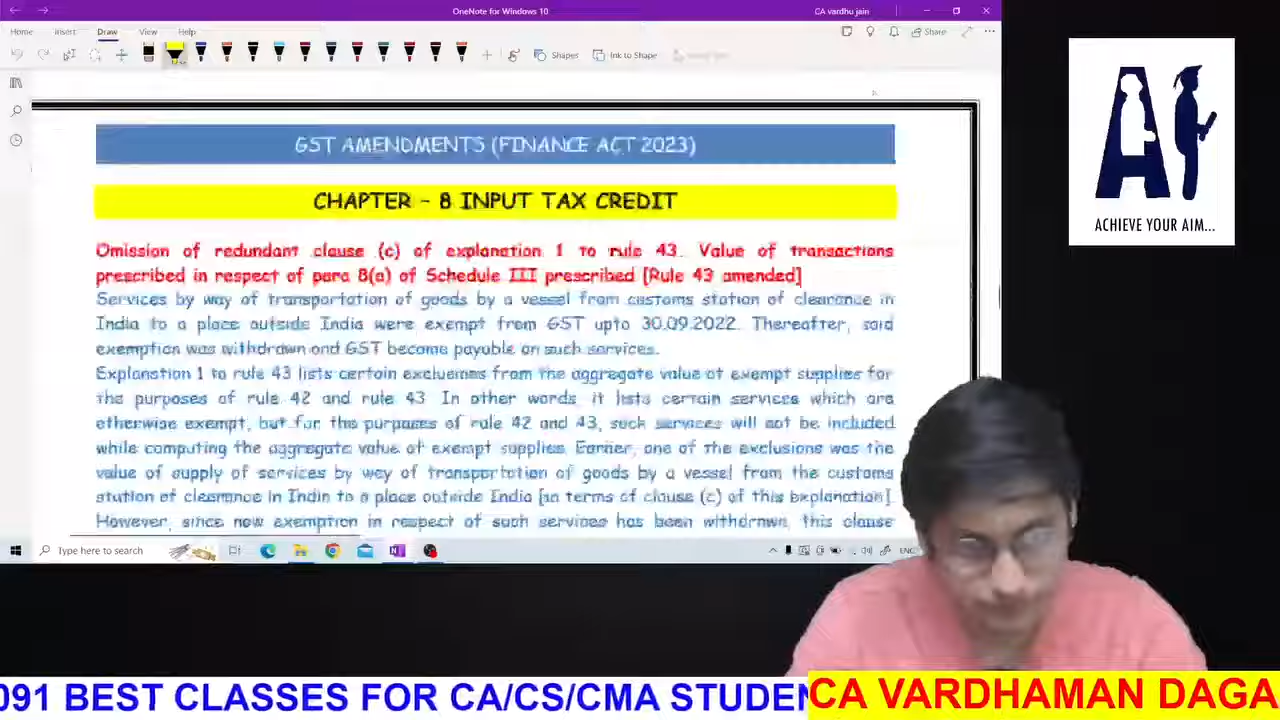 OneNote for Windows 10
CA vardhu jain
Home Insert Draw View Help
Shapes
Ink to Shape
Share
GST AMENDMENTS (FINANCE ACT 2023)
CHAPTER - 8 INPUT TAX CREDIT
Omission of redundant clause (c) of explanation 1 to rule 43. Value of transactions
prescribed in respect of para 8(a) of Schedule III prescribed [Rule 43 amended]
Services by way of transportation of goods by a vessel from customs station of clearance in
India to a place outside India were exempt from GST upto 30.09.2022. Thereafter, said
exemption was withdrawn and GST became payable on such services.
Explanation 1 to rule 43 lists certain from the aggregate value of exempt supplies for
the purposes of rule 42 and rule 43. In other words, it lists certain services which are
otherwise exempt, but for the purposes of rule 42 and 43, such services will not be included
while computing the aggregate value of exempt supplies. Earlier, one of the exclusions was the
value of supply of services by way of transportation of goods by a vessel from the customs
station of clearance in India to a place outside India [in terms of clause (c) of this Explanation].
However, since now exemption in respect of such services has been withdrawn, this clause
Type here to search
ENG
ACHIEVE YOUR AIM...
091 BEST CLASSES FOR CA/CS/CMA STUDEN
CA VARDHAMAN DAGA